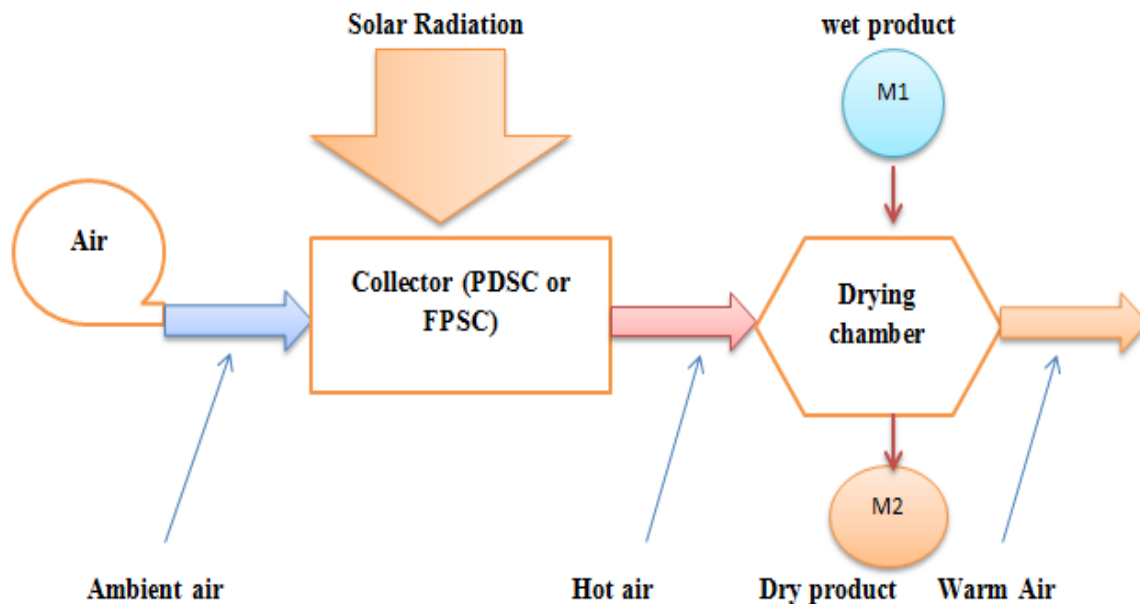 Solar Radiation
wet product
M1
Air
Collector (PDSC or
FPSC)
Drying
chamber
M2
Ambient air
Hot air
Dry product
Warm Air